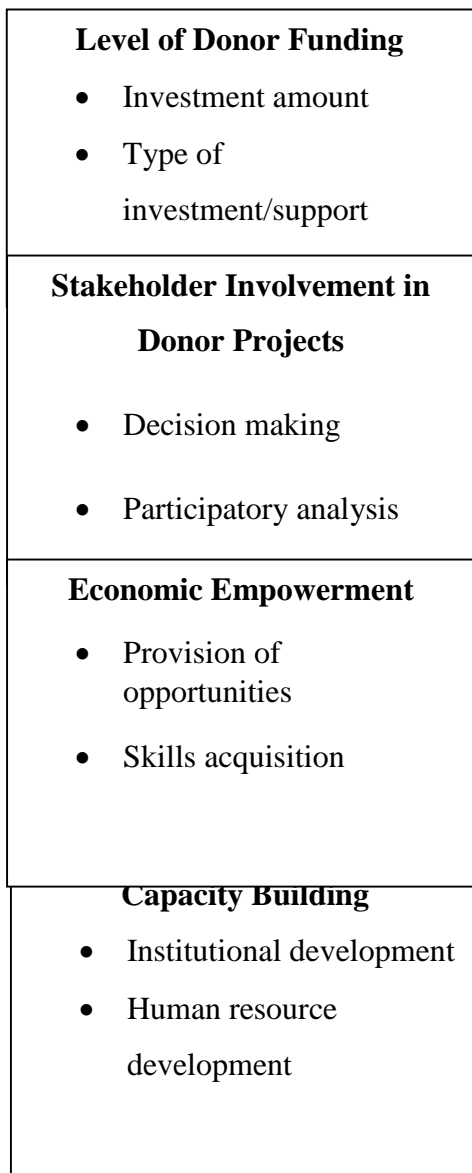 Level of Donor Funding
• Investment amount
• Type of
investment/support
Stakeholder Involvement in
Donor Projects
• Decision making
• Participatory analysis
Economic Empowerment
• Provision of
opportunities
• Skills acquisition
Capacity Building
• Institutional development
• Human resource
development